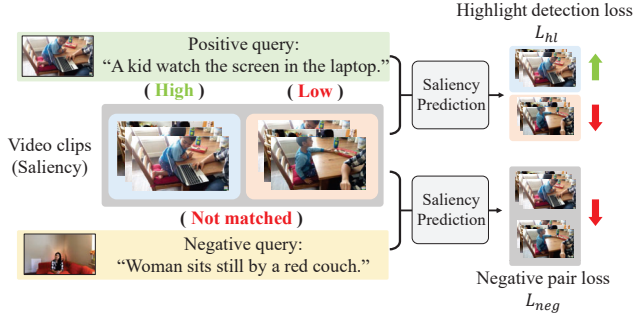 Highlight detection loss
L_hl
Positive query:
“A kid watch the screen in the laptop.”
( High )
( Low )
Saliency
Prediction
Video clips
(Saliency)
( Not matched )
Saliency
Prediction
Negative query:
“Woman sits still by a red couch.”
Negative pair loss
L_neg